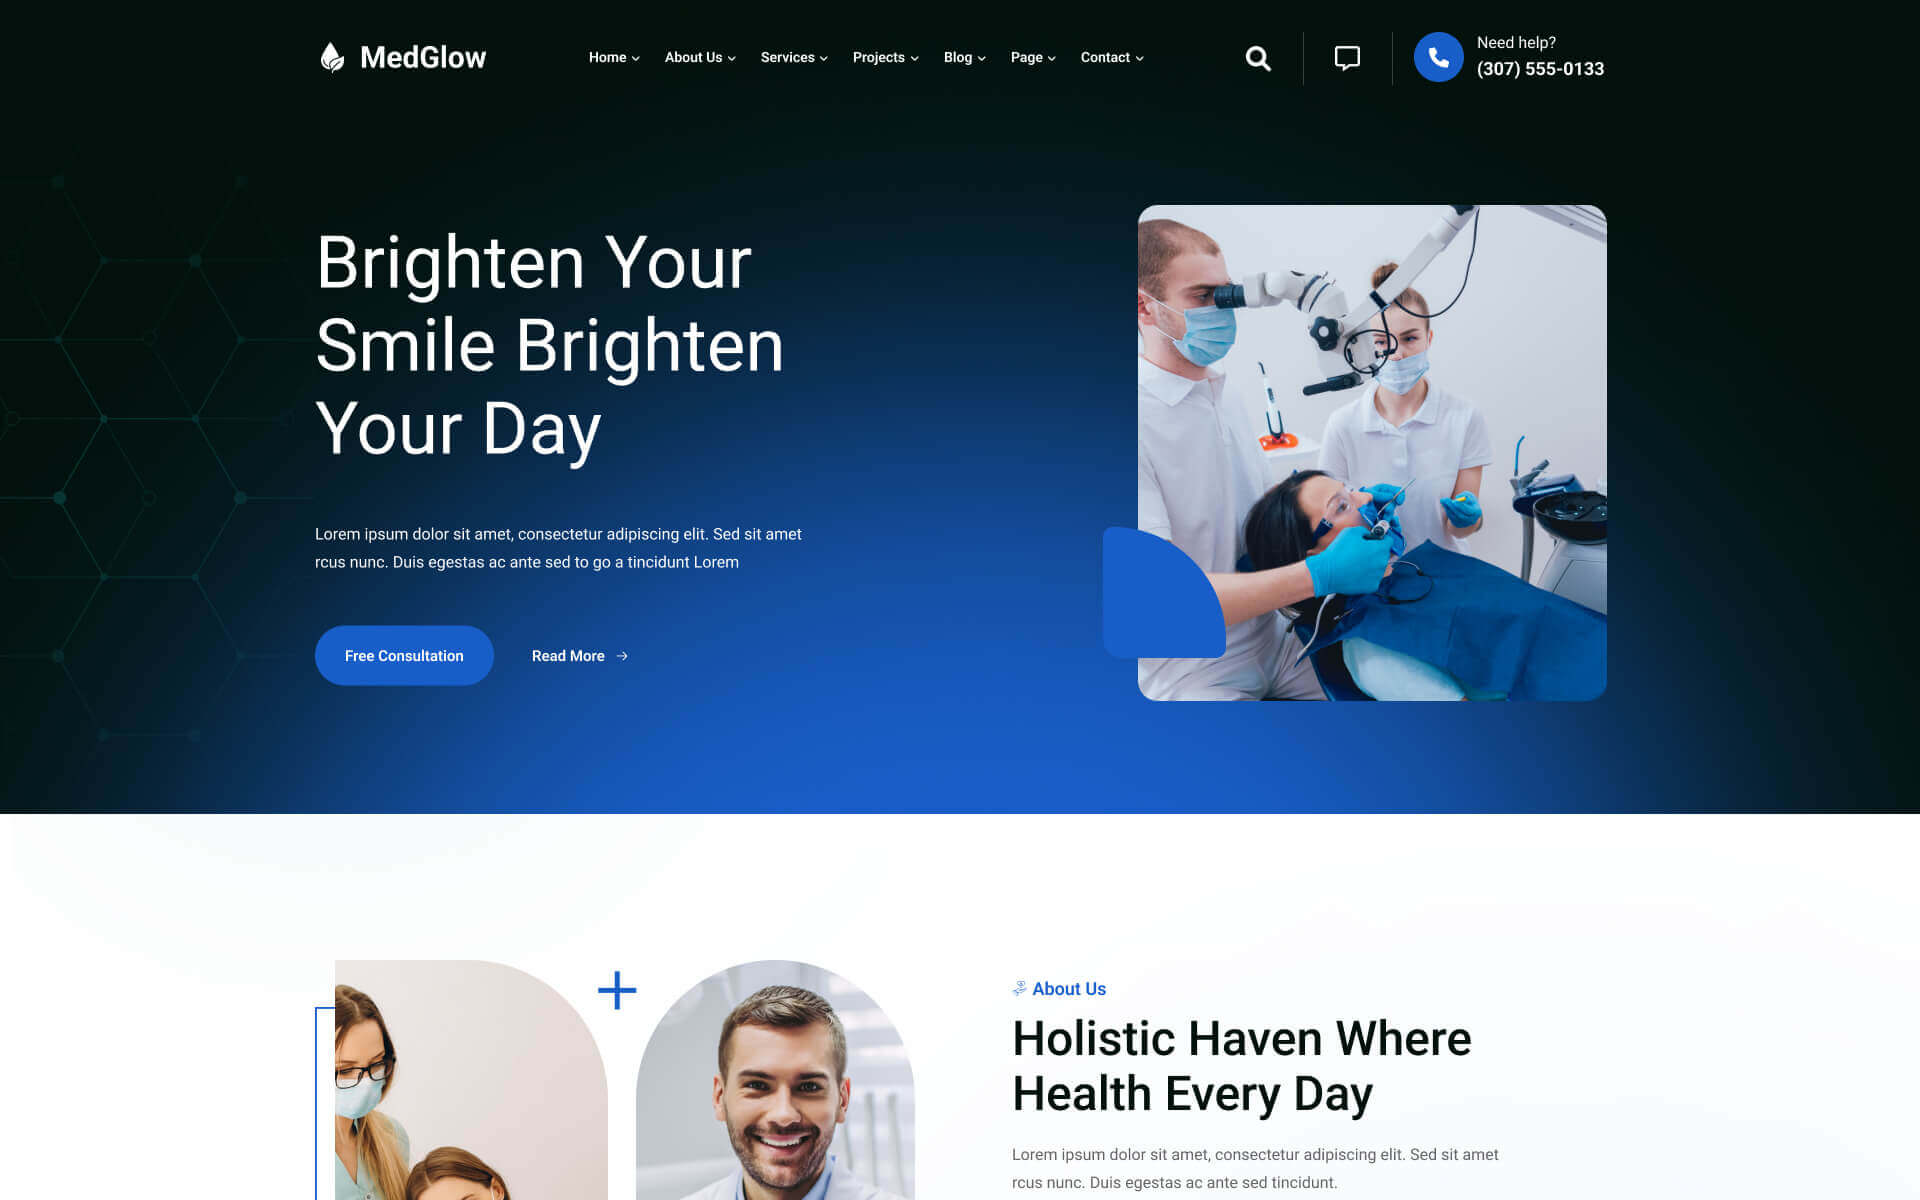 MedGlow
Home
About Us
Services
Projects
Blog
Page
Contact
Need help?
(307) 555-0133
Brighten Your
Smile Brighten
Your Day
Lorem ipsum dolor sit amet, consectetur adipiscing elit. Sed sit amet
rcus nunc. Duis egestas ac ante sed to go a tincidunt Lorem
Free Consultation
Read More
About Us
Holistic Haven Where
Health Every Day
Lorem ipsum dolor sit amet, consectetur adipiscing elit. Sed sit amet
rcus nunc. Duis egestas ac ante sed tincidunt.